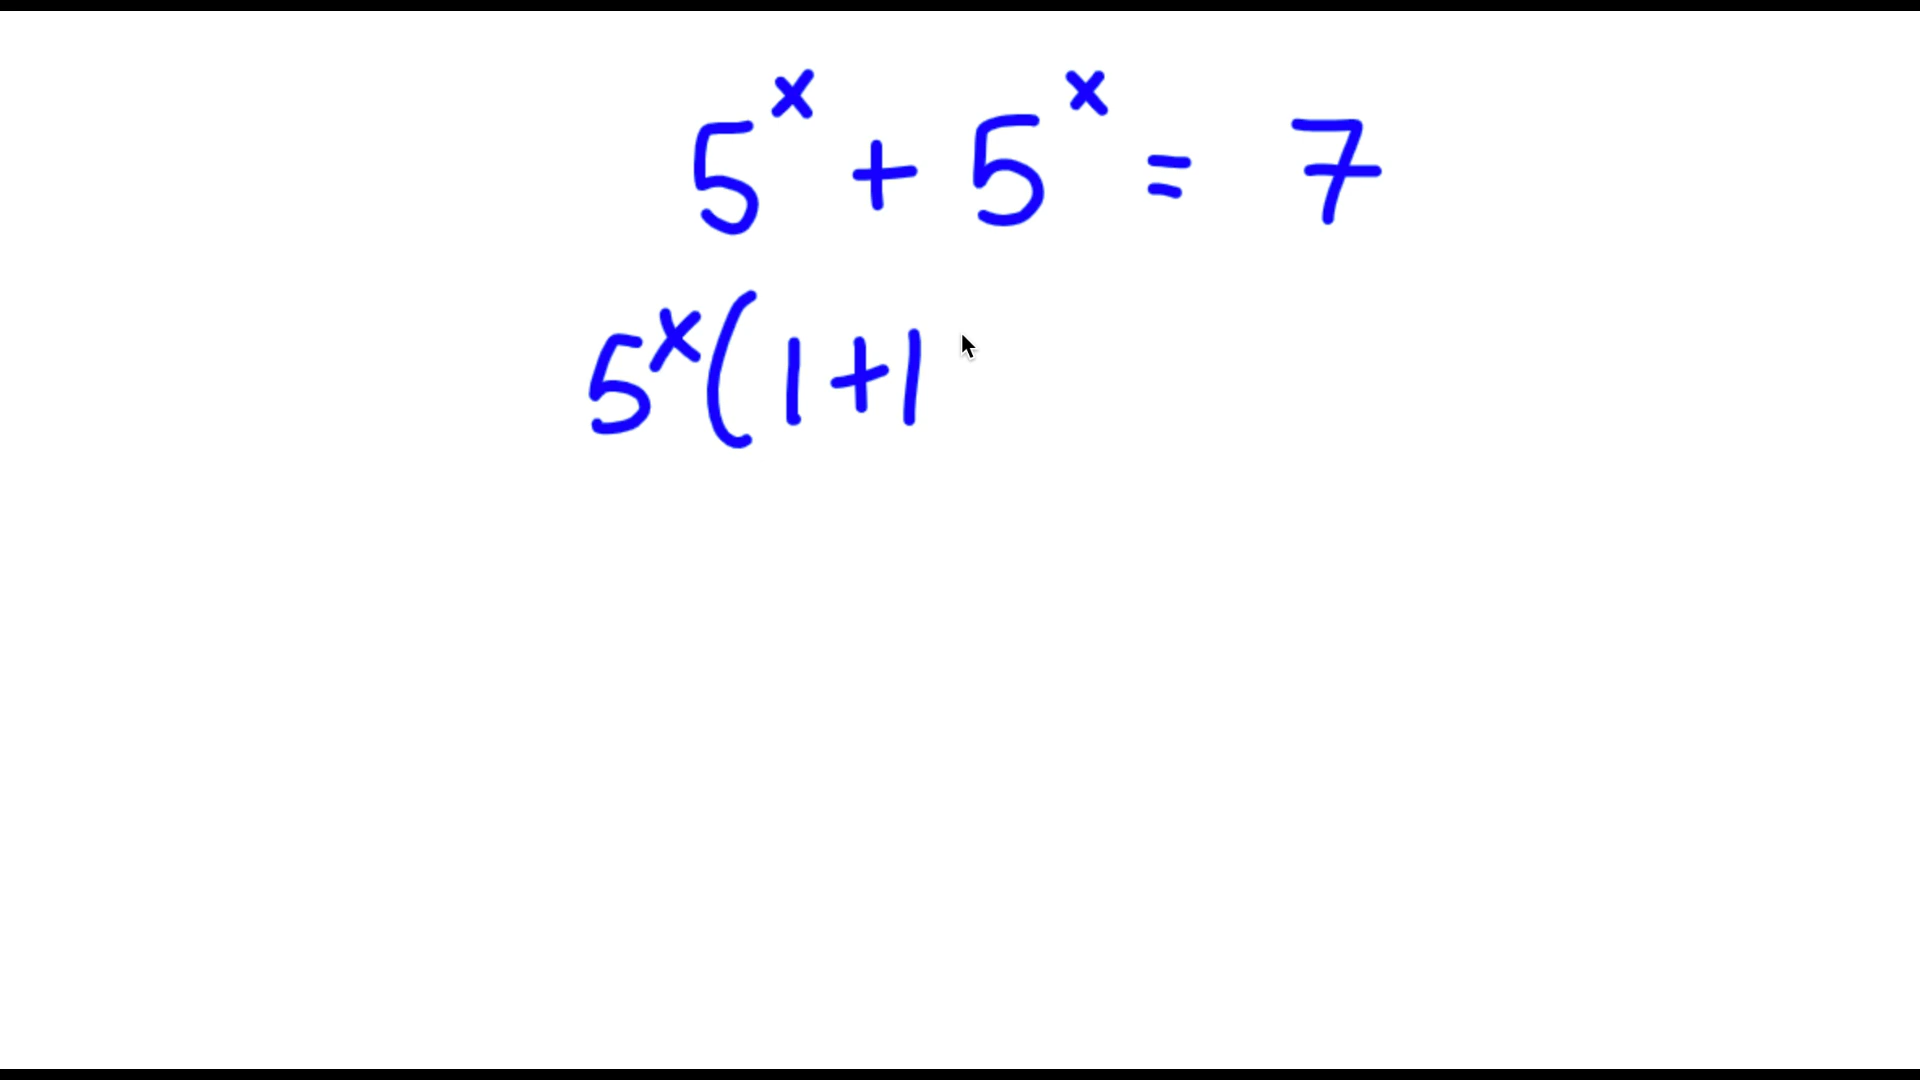 5^x + 5^x = 7
5^x(1+1